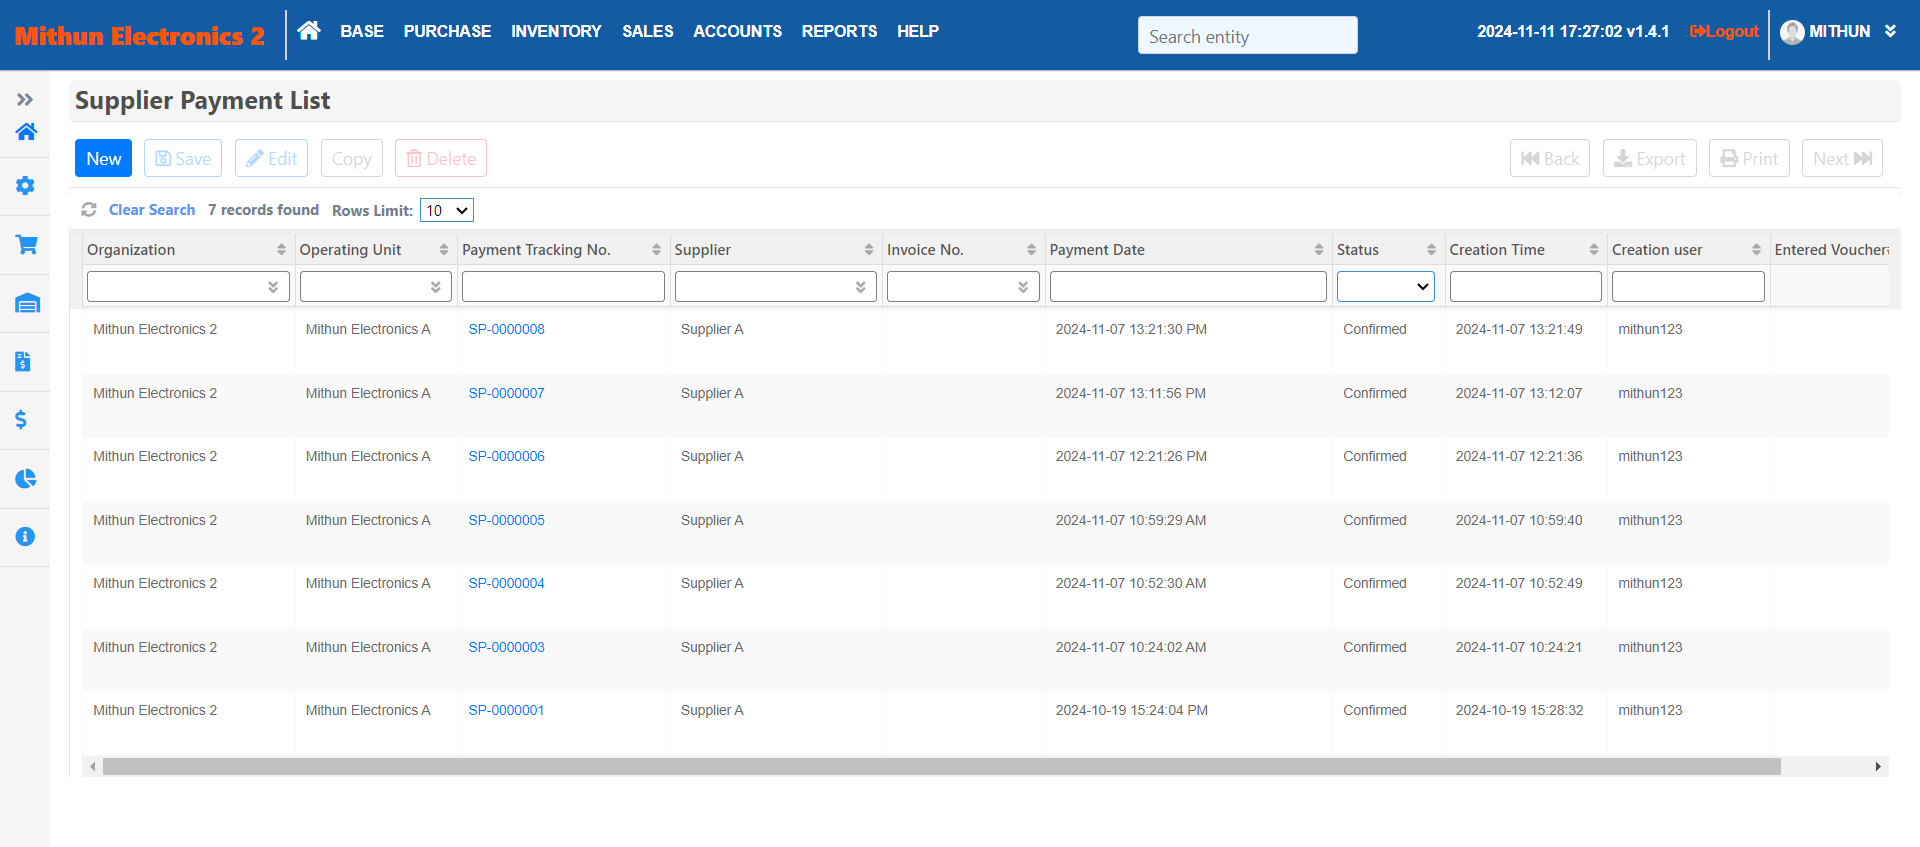 Mithun Electronics 2 BASE PURCHASE INVENTORY SALES ACCOUNTS REPORTS HELP Search entity 2024-11-11 17:27:02 v1.4.1 Logout MITHUN
Supplier Payment List
New Save Edit Copy Delete Back Export Print Next
Clear Search 7 records found Rows Limit: 10
Organization Operating Unit Payment Tracking No. Supplier Invoice No. Payment Date Status Creation Time Creation user Entered Voucher
Mithun Electronics 2 Mithun Electronics A SP-0000008 Supplier A 2024-11-07 13:21:30 PM Confirmed 2024-11-07 13:21:49 mithun123
Mithun Electronics 2 Mithun Electronics A SP-0000007 Supplier A 2024-11-07 13:11:56 PM Confirmed 2024-11-07 13:12:07 mithun123
Mithun Electronics 2 Mithun Electronics A SP-0000006 Supplier A 2024-11-07 12:21:26 PM Confirmed 2024-11-07 12:21:36 mithun123
Mithun Electronics 2 Mithun Electronics A SP-0000005 Supplier A 2024-11-07 10:59:29 AM Confirmed 2024-11-07 10:59:40 mithun123
Mithun Electronics 2 Mithun Electronics A SP-0000004 Supplier A 2024-11-07 10:52:30 AM Confirmed 2024-11-07 10:52:49 mithun123
Mithun Electronics 2 Mithun Electronics A SP-0000003 Supplier A 2024-11-07 10:24:02 AM Confirmed 2024-11-07 10:24:21 mithun123
Mithun Electronics 2 Mithun Electronics A SP-0000001 Supplier A 2024-10-19 15:24:04 PM Confirmed 2024-10-19 15:28:32 mithun123